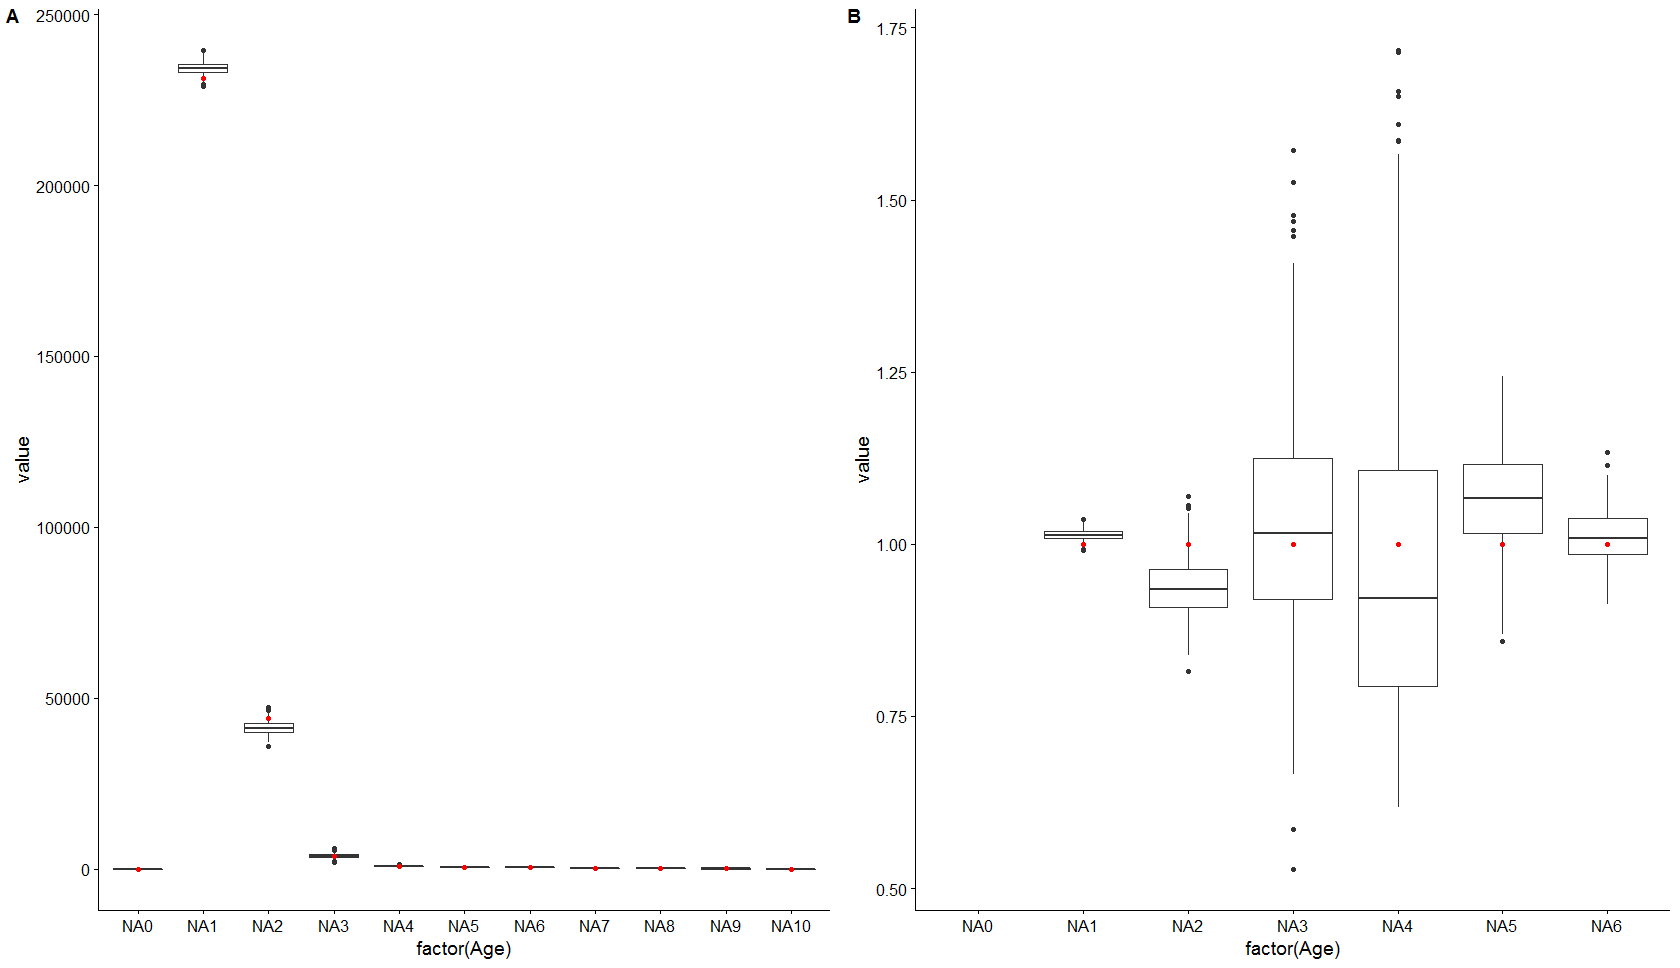 A
250000
200000
150000
100000
50000
0
value
NA0 NA1 NA2 NA3 NA4 NA5 NA6 NA7 NA8 NA9 NA10
factor(Age)
B
1.75
1.50
1.25
1.00
0.75
0.50
value
NA0 NA1 NA2 NA3 NA4 NA5 NA6
factor(Age)